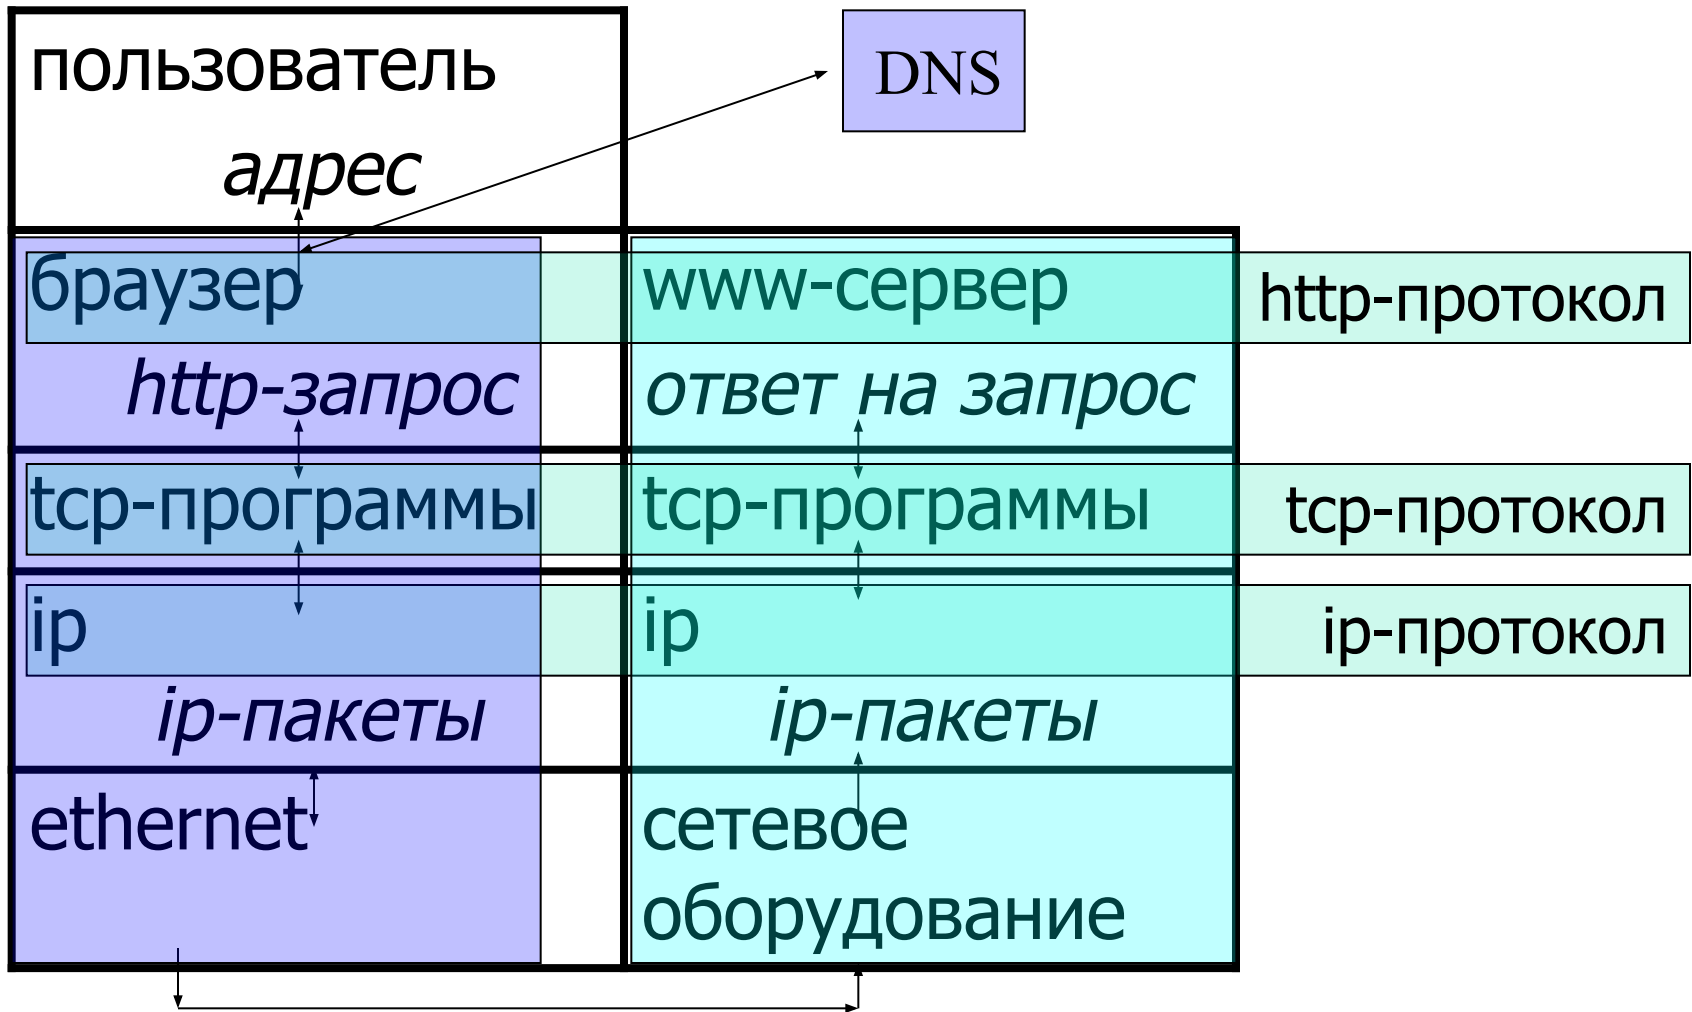 пользователь
DNS
адрес
браузер
www-сервер
http-протокол
http-запрос
ответ на запрос
tcp-программы
tcp-программы
tcp-протокол
ip
ip
ip-протокол
ip-пакеты
ip-пакеты
ethernet
сетевое
оборудование